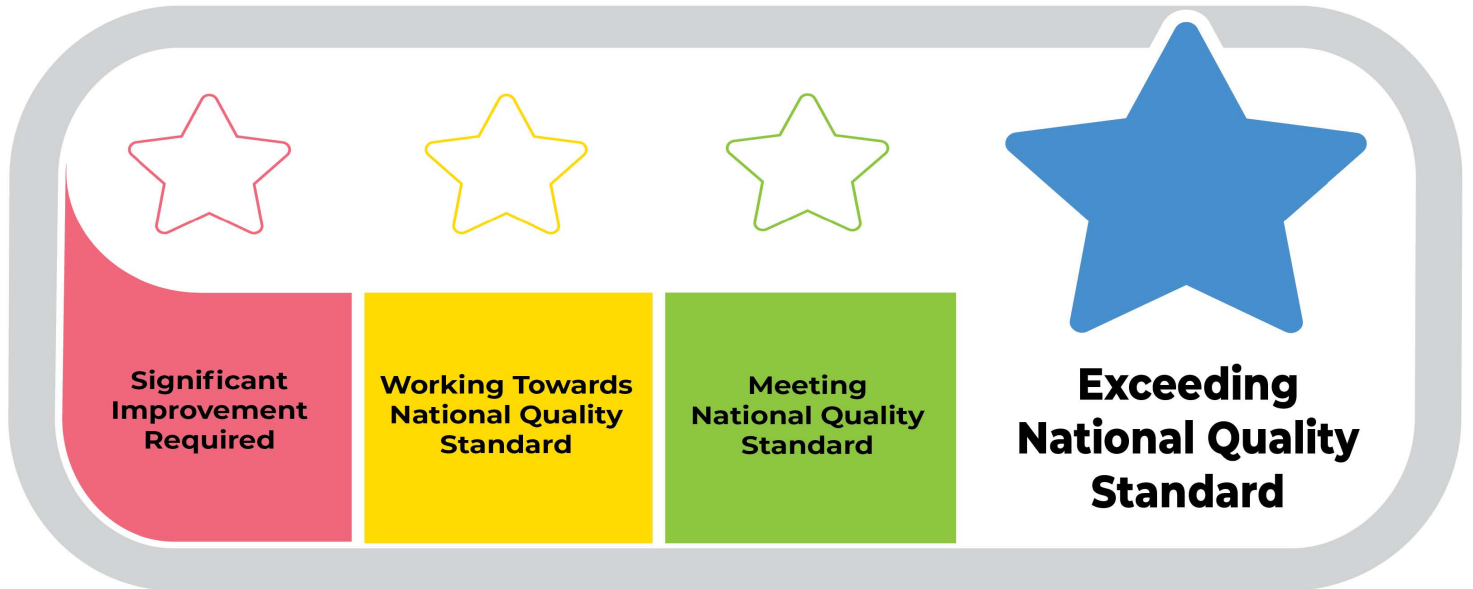 Significant
Improvement
Required
Working Towards
National Quality
Standard
Meeting
National Quality
Standard
Exceeding
National Quality
Standard